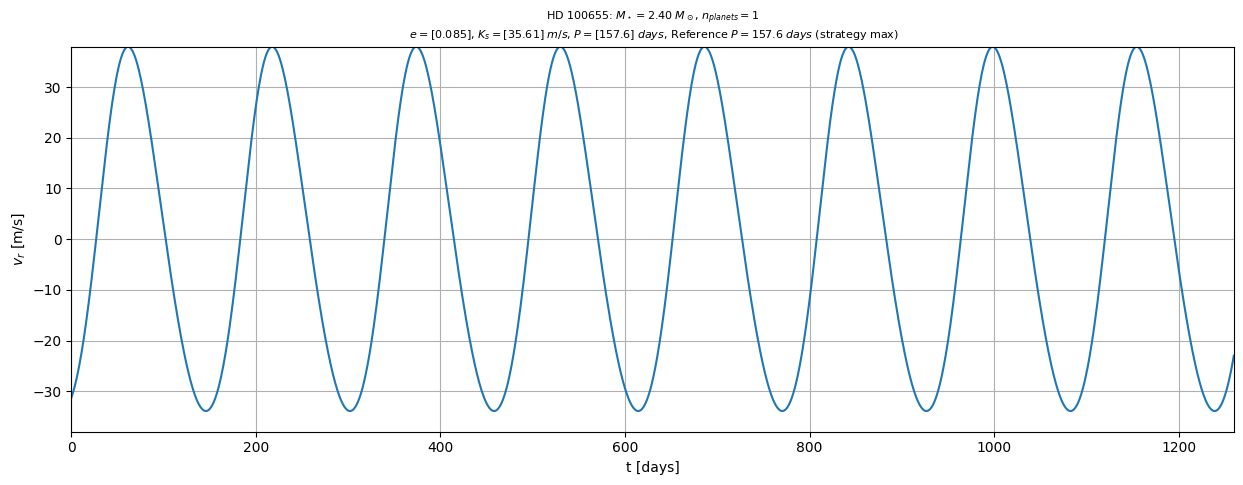 HD 100655: M⋆ = 2.40 M⊙, nplanets = 1
e = [0.085], Ks = [35.61] m/s, P = [157.6] days, Reference P = 157.6 days (strategy max)
30
20
10
0
−10
−20
−30
vr [m/s]
0 200 400 600 800 1000 1200
t [days]